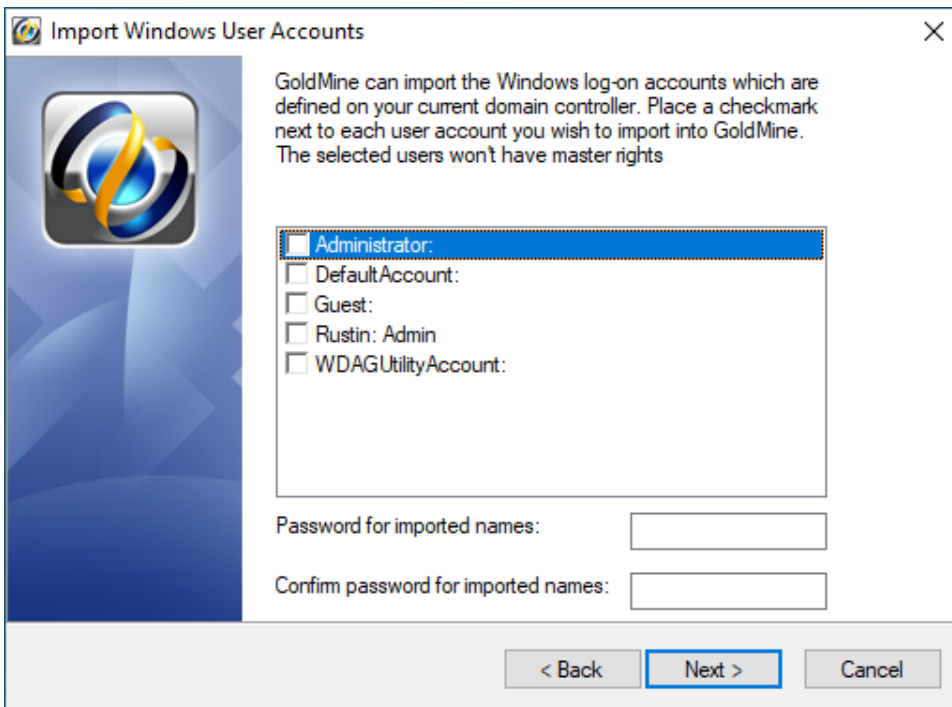 Import Windows User Accounts
GoldMine can import the Windows log-on accounts which are
defined on your current domain controller. Place a checkmark
next to each user account you wish to import into GoldMine.
The selected users won't have master rights
Administrator:
DefaultAccount:
Guest:
Rustin: Admin
WDAGUtilityAccount:
Password for imported names:
Confirm password for imported names:
< Back
Next >
Cancel